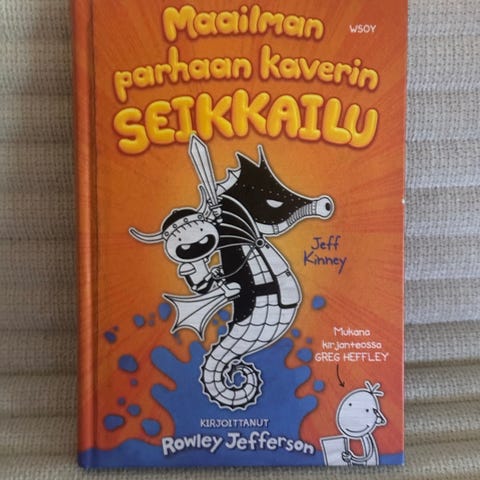 Maailman
WSOY
parhaan kaverin
SEIKKAILU
Jeff
Kinney
Mukana
kirjanteossa
GREG HEFFLEY
KIRJOITTANUT
Rowley Jefferson